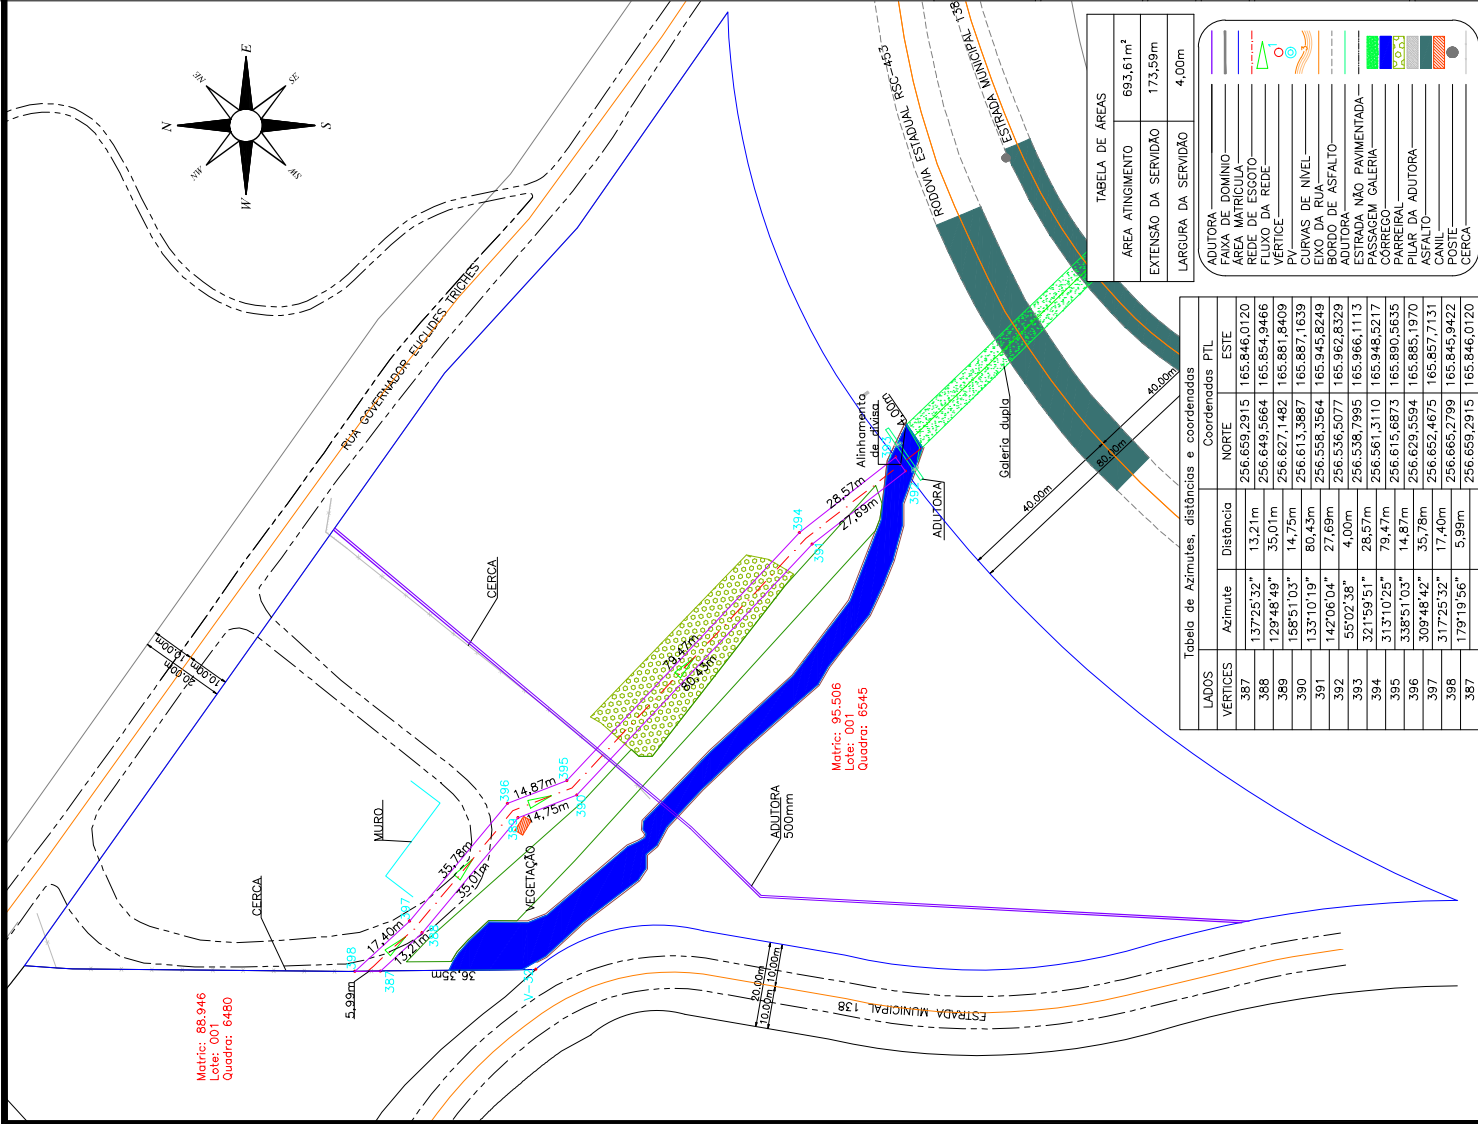 N
NE
E
SE
S
SW
W
NW
RUA GOVERNADOR EUCLIDES TRICHES
RODOVIA ESTADUAL RSC-453
ESTRADA MUNICIPAL 138
TABELA DE ÁREAS
ÁREA ATINGIMENTO 693,61m²
EXTENSÃO DA SERVIDÃO 173,59m
LARGURA DA SERVIDÃO 4,00m
ADUTORA
FAIXA DE DOMÍNIO
ÁREA MATRÍCULA
REDE DE ESGOTO
FLUXO DA REDE
VÉRTICE
PV
CURVAS DE NÍVEL
EIXO DA RUA
BORDO DE ASFALTO
ADUTORA
ESTRADA NÃO PAVIMENTADA
PASSAGEM GALERIA
CÓRREGO
PARREIRAL
PILAR DA ADUTORA
ASFALTO
CANIL
POSTE
CERCA
Tabela de Azimutes, distâncias e coordenadas
LADOS Coordenadas PTL
VÉRTICES Azimute Distância NORTE ESTE
387 137°25'32" 13,21m 256.659,2915 165.846,0120
388 129°48'49" 35,01m 256.649,5664 165.854,9466
389 158°51'03" 14,75m 256.627,1482 165.881,8409
390 133°10'19" 80,43m 256.613,3887 165.887,1639
391 142°06'04" 27,69m 256.558,3564 165.945,8249
392 55°02'38" 4,00m 256.536,5077 165.962,8329
393 321°59'51" 28,57m 256.538,7995 165.966,1113
394 313°10'25" 79,47m 256.561,3110 165.948,5217
395 338°51'03" 14,87m 256.615,6873 165.890,5635
396 309°48'42" 35,78m 256.629,5594 165.885,1970
397 317°25'32" 17,40m 256.652,4675 165.857,7131
398 179°19'56" 5,99m 256.665,2799 165.845,9422
387 256.659,2915 165.846,0120
Alinhamento
de divisa
4,00m
28,57m
27,69m
394
391
ADUTORA
Galeria dupla
40.00m
80.00m
40.00m
CERCA
10.00m
20.00m
10.00m
79,47m
80,43m
396
395
14,87m
14,75m
389
390
MURO
35,78m
35,01m
VEGETAÇÃO
397
388
17,40m
13,21m
398
387
5,99m
36,35m
CERCA
ADUTORA
500mm
Matric: 95.506
Lote: 001
Quadra: 6545
Matric: 88.946
Lote: 001
Quadra: 6480
20.00m
10.00m
10.00m
ESTRADA MUNICIPAL 138